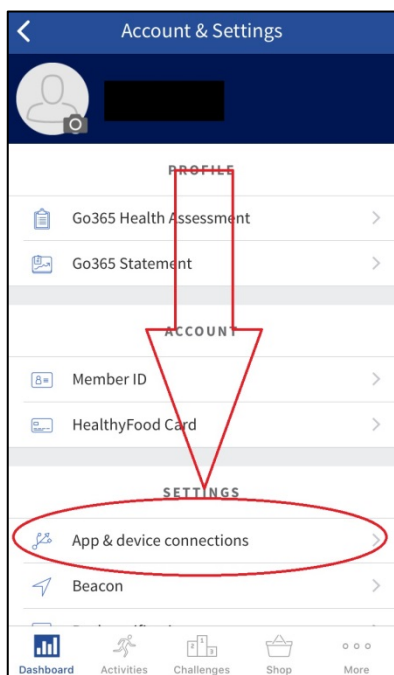 Account & Settings
PROFILE
Go365 Health Assessment
Go365 Statement
ACCOUNT
Member ID
HealthyFood Card
SETTINGS
App & device connections
Beacon
Dashboard Activities Challenges Shop More